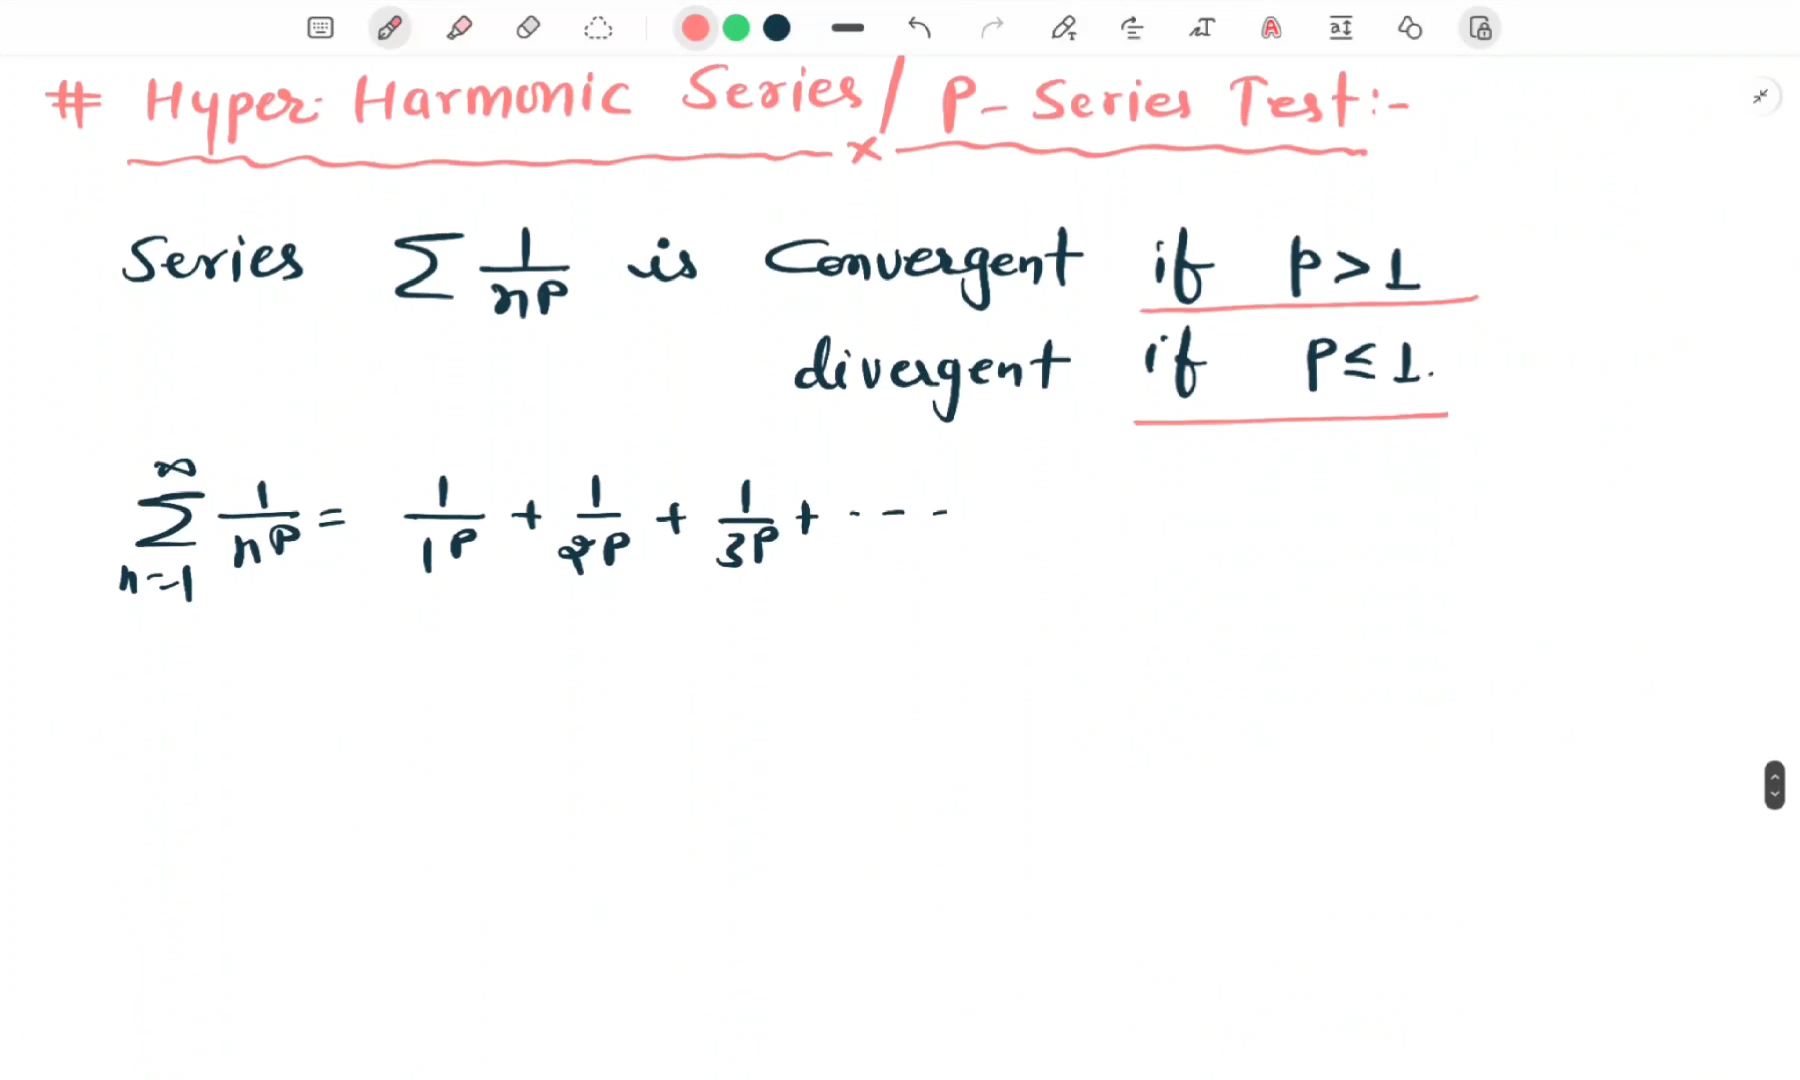 # Hyper Harmonic Series / P- Series Test:-
Series Σ 1/n^p is Convergent if p>1
divergent if P≤1.
∞ Σ n=1 1/n^p = 1/1^p + 1/2^p + 1/3^p + ---